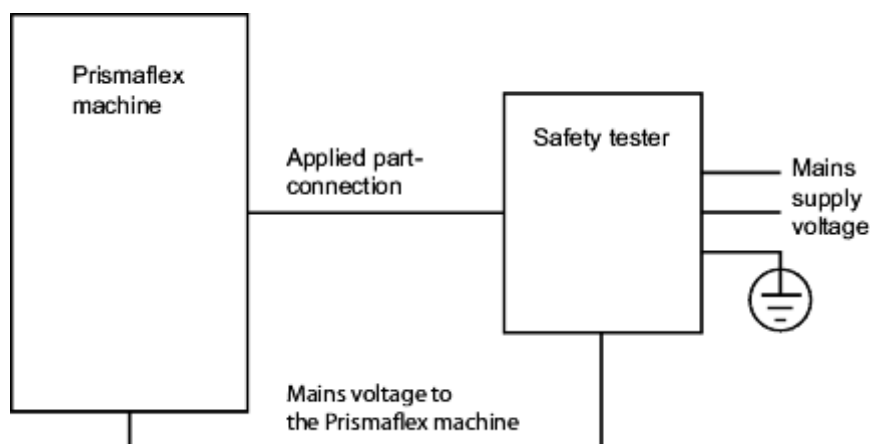 Prismaflex
machine
Applied part-
connection
Safety tester
Mains
supply
voltage
Mains voltage to
the Prismaflex machine